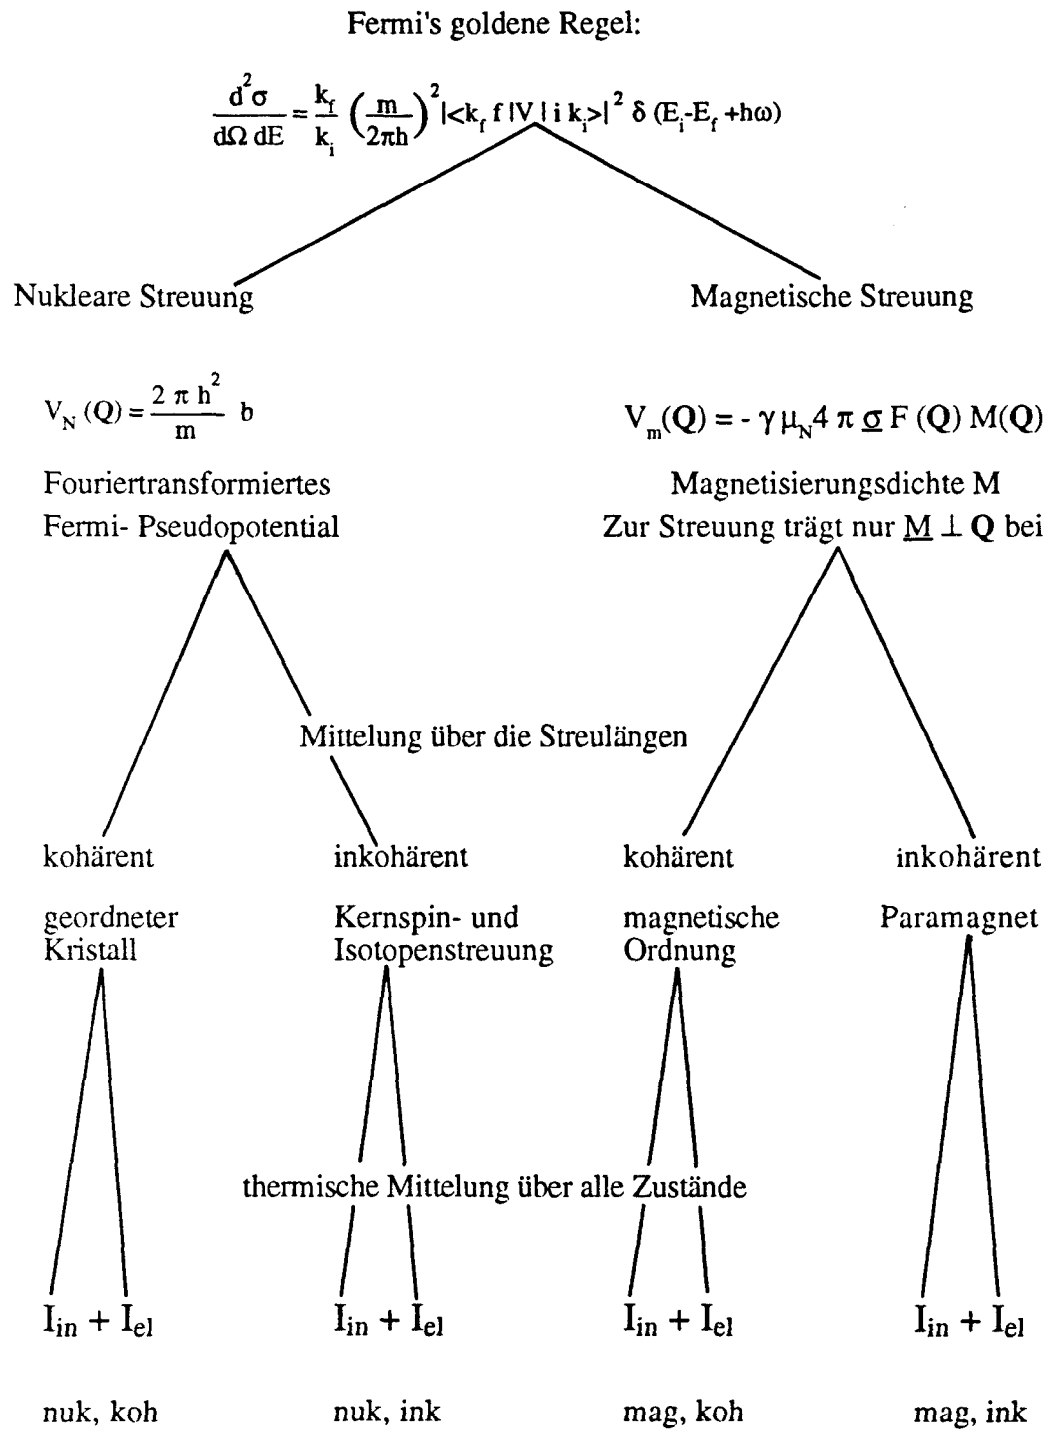 Fermi's goldene Regel:
d²σ / dΩ dE = k_f / k_i (m / 2πh)² |<k_f f |V | i k_i>|² δ (E_i-E_f +hω)
Nukleare Streuung
Magnetische Streuung
V_N (Q) = 2 π h² / m b
V_m(Q) = - γ μ_N 4 π σ F (Q) M(Q)
Fouriertransformiertes
Fermi- Pseudopotential
Magnetisierungsdichte M
Zur Streuung trägt nur M ⊥ Q bei
Mittelung über die Streulängen
kohärent
inkohärent
kohärent
inkohärent
geordneter
Kristall
Kernspin- und
Isotopenstreuung
magnetische
Ordnung
Paramagnet
thermische Mittelung über alle Zustände
I_in + I_el
I_in + I_el
I_in + I_el
I_in + I_el
nuk, koh
nuk, ink
mag, koh
mag, ink